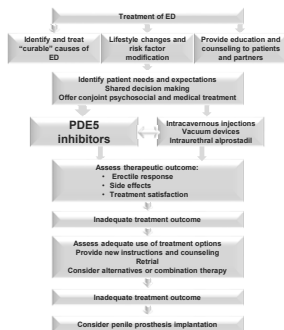 Treatment of ED
Identify and treat
"curable" causes of
ED
Lifestyle changes and
risk factor
modification
Provide education and
counseling to patients
and partners
Identify patient needs and expectations
Shared decision making
Offer conjoint psychosocial and medical treatment
PDE5
inhibitors
Intracavernous injections
Vacuum devices
Intraurethral alprostadil
Assess therapeutic outcome:
• Erectile response
• Side effects
• Treatment satisfaction
Inadequate treatment outcome
Assess adequate use of treatment options
Provide new instructions and counseling
Retrial
Consider alternatives or combination therapy
Inadequate treatment outcome
Consider penile prosthesis implantation